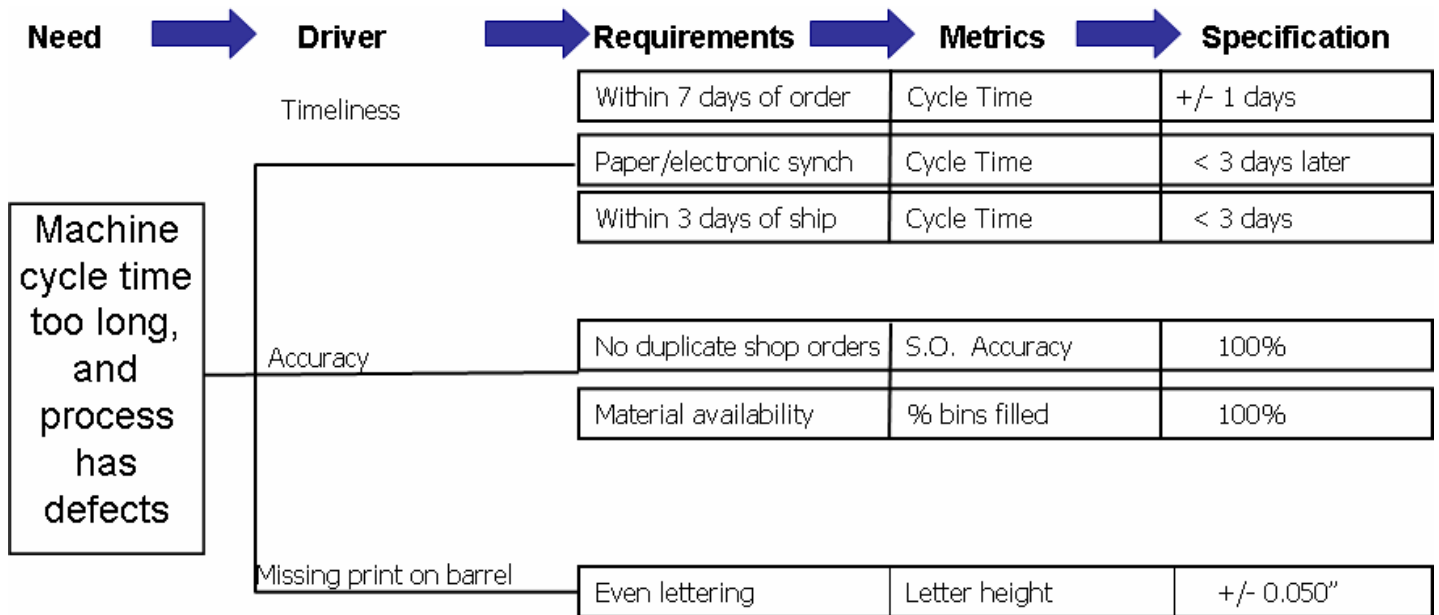 Need Driver Requirements Metrics Specification
Timeliness
Within 7 days of order Cycle Time +/- 1 days
Paper/electronic synch Cycle Time < 3 days later
Within 3 days of ship Cycle Time < 3 days
Machine
cycle time
too long,
and
process
has
defects
Accuracy
No duplicate shop orders S.O. Accuracy 100%
Material availability % bins filled 100%
Missing print on barrel
Even lettering Letter height +/- 0.050”